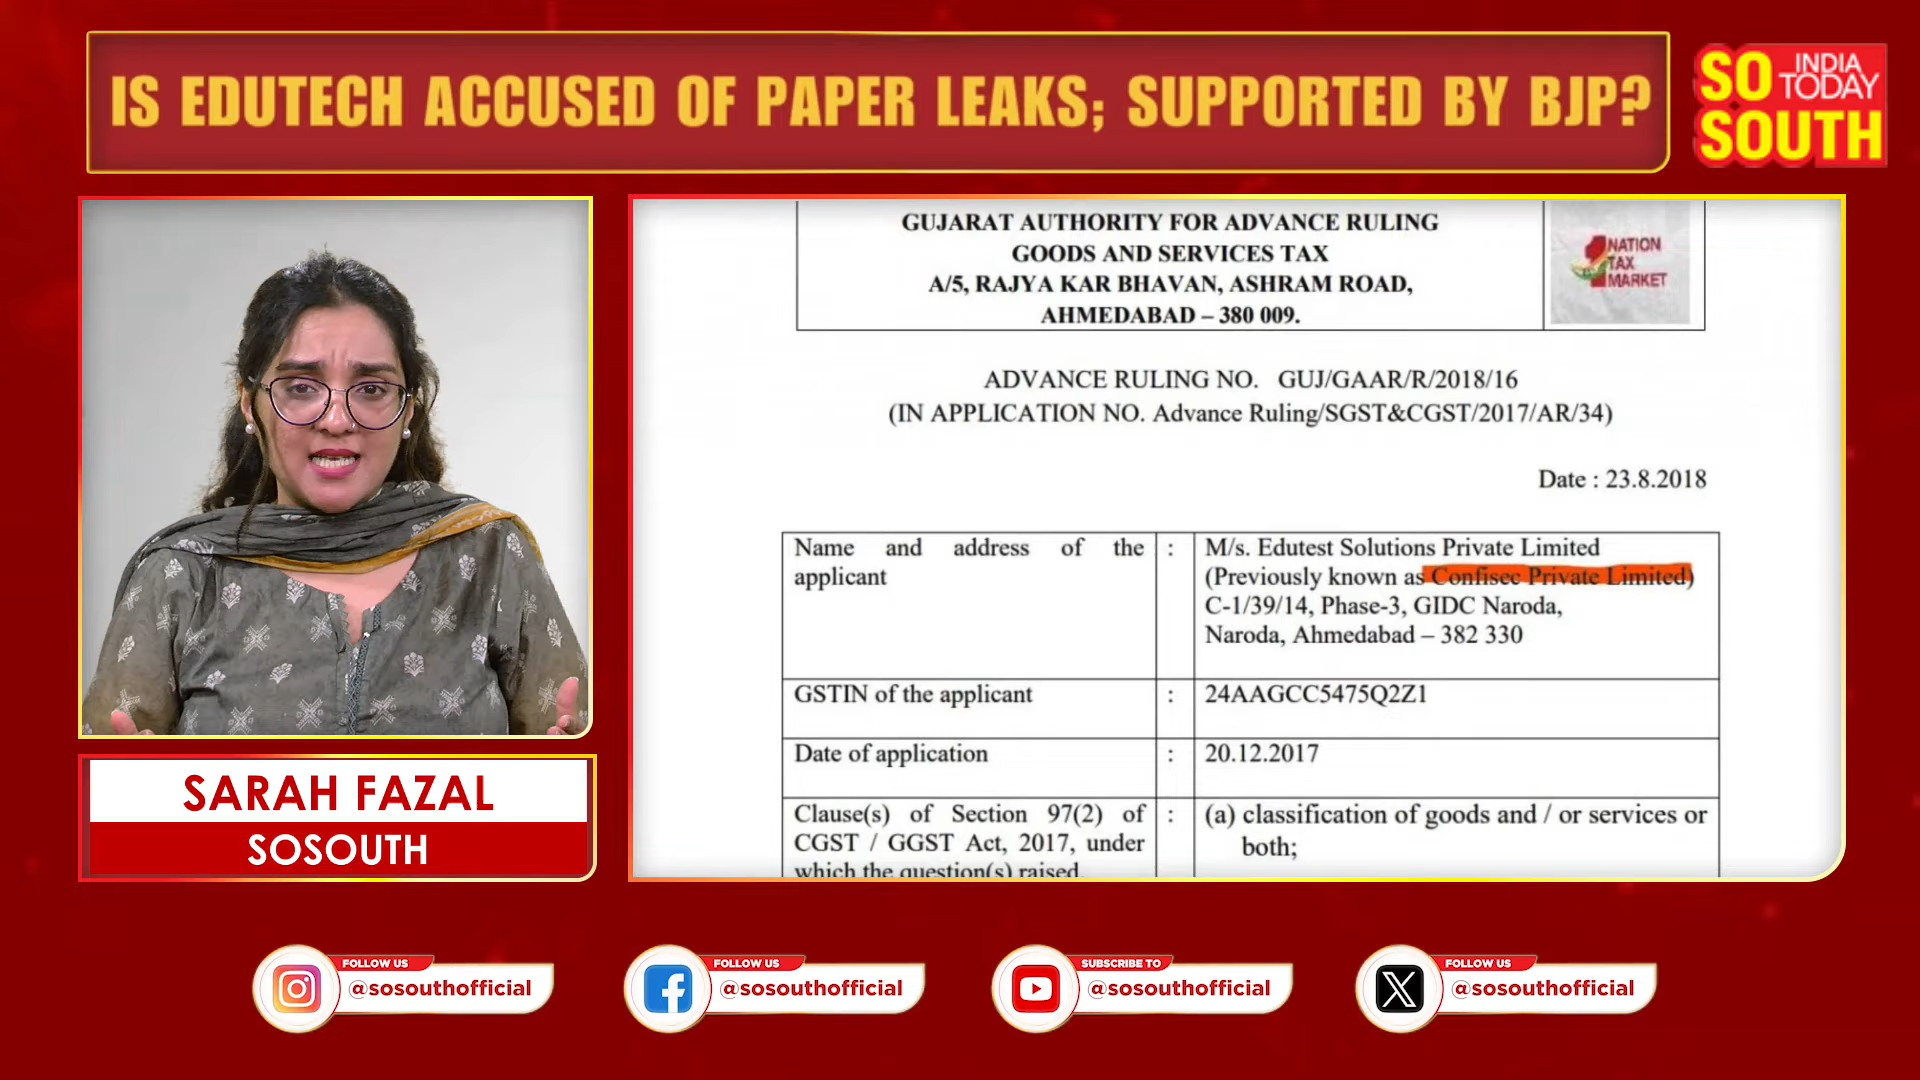 IS EDUTECH ACCUSED OF PAPER LEAKS; SUPPORTED BY BJP?
SO INDIA TODAY SOUTH
GUJARAT AUTHORITY FOR ADVANCE RULING
GOODS AND SERVICES TAX
A/5, RAJYA KAR BHAVAN, ASHRAM ROAD,
AHMEDABAD – 380 009.
NATION
TAX
MARKET
ADVANCE RULING NO. GUJ/GAAR/R/2018/16
(IN APPLICATION NO. Advance Ruling/SGST&CGST/2017/AR/34)
Date : 23.8.2018
Name and address of the applicant : M/s. Edutest Solutions Private Limited
(Previously known as Confisec Private Limited)
C-1/39/14, Phase-3, GIDC Naroda,
Naroda, Ahmedabad – 382 330
GSTIN of the applicant : 24AAGCC5475Q2Z1
Date of application : 20.12.2017
Clause(s) of Section 97(2) of CGST / GGST Act, 2017, under which the question(s) raised. : (a) classification of goods and / or services or both;
SARAH FAZAL
SOSOUTH
FOLLOW US
@sosouthofficial
FOLLOW US
@sosouthofficial
SUBSCRIBE TO
@sosouthofficial
FOLLOW US
@sosouthofficial